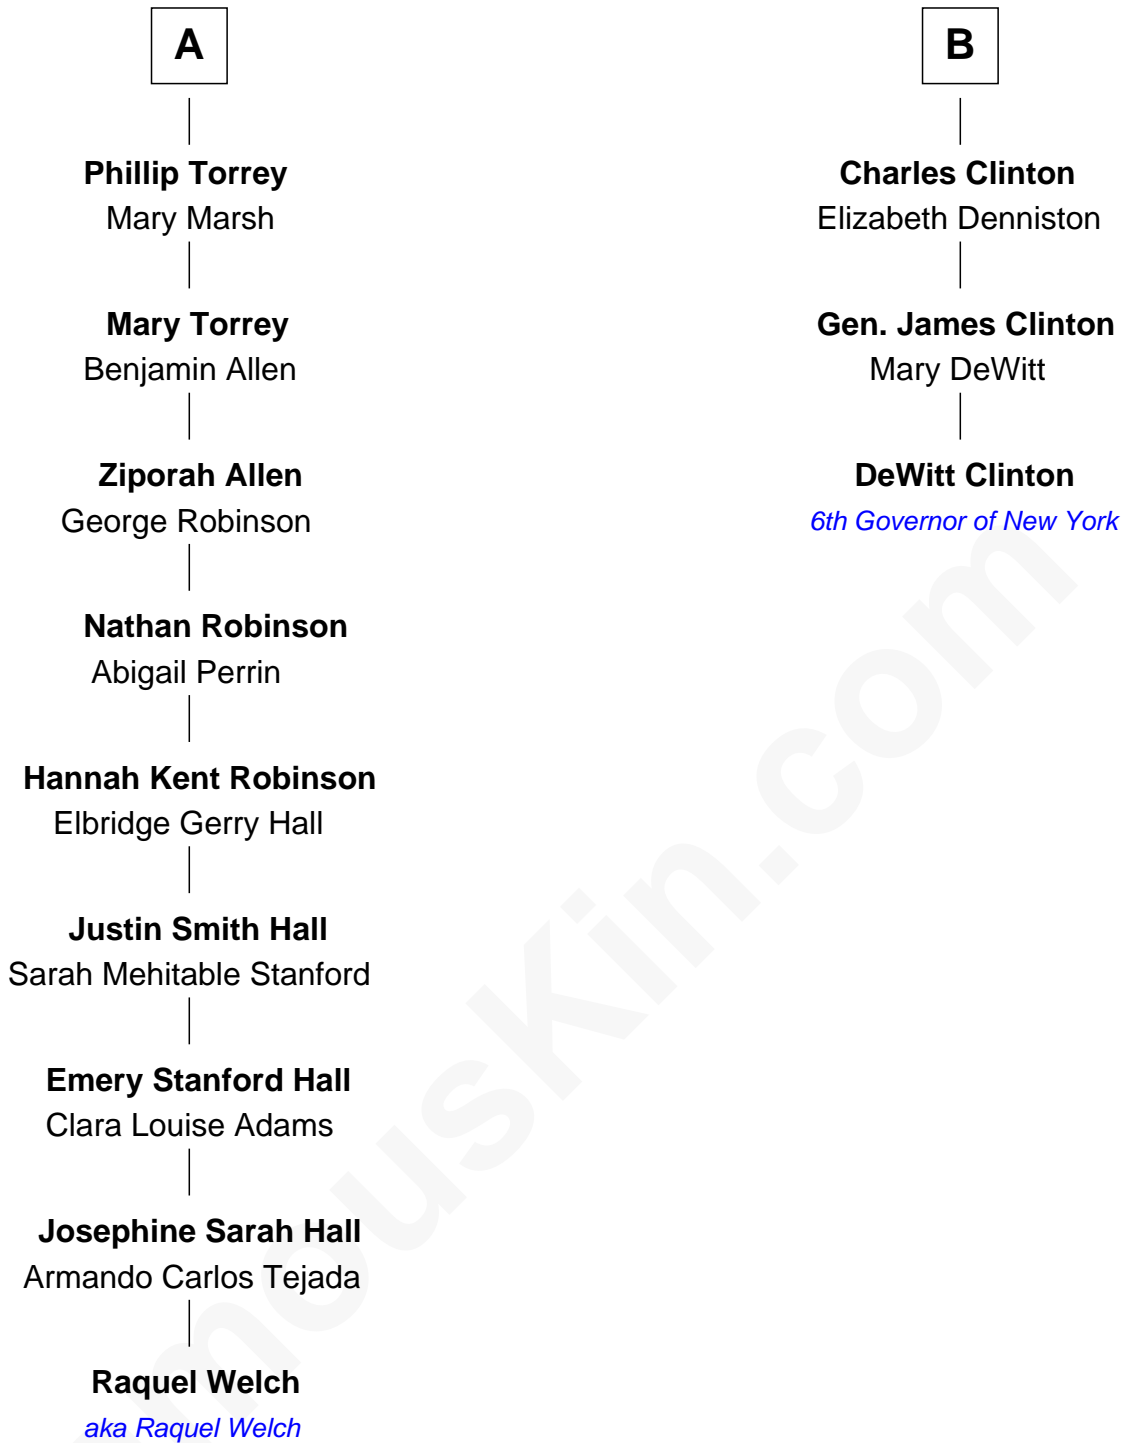 A
Phillip Torrey
Mary Marsh
Mary Torrey
Benjamin Allen
Ziporah Allen
George Robinson
Nathan Robinson
Abigail Perrin
Hannah Kent Robinson
Elbridge Gerry Hall
Justin Smith Hall
Sarah Mehitable Stanford
Emery Stanford Hall
Clara Louise Adams
Josephine Sarah Hall
Armando Carlos Tejada
Raquel Welch
aka Raquel Welch
B
Charles Clinton
Elizabeth Denniston
Gen. James Clinton
Mary DeWitt
DeWitt Clinton
6th Governor of New York
mouskin.com